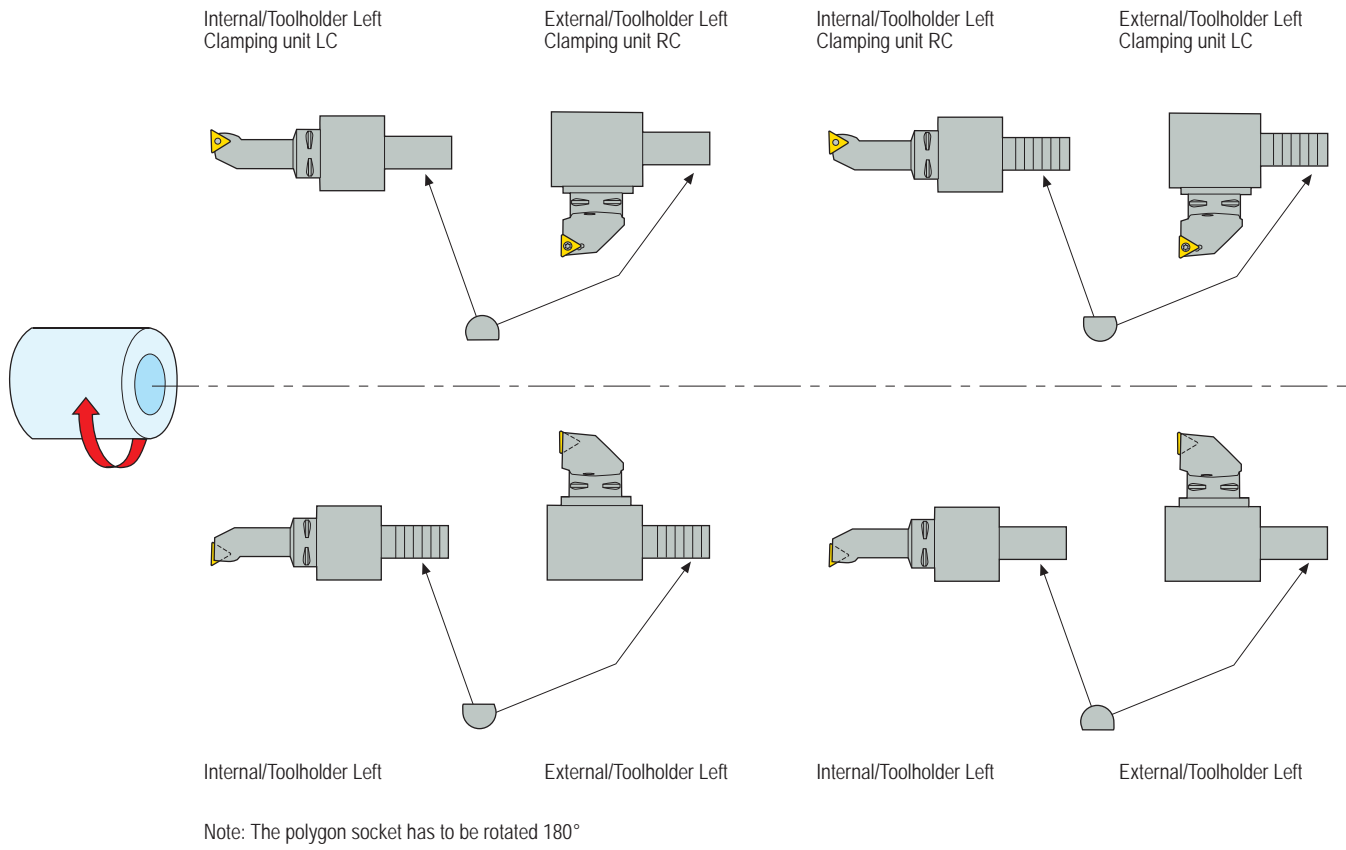 Internal/Toolholder Left
Clamping unit LC
External/Toolholder Left
Clamping unit RC
Internal/Toolholder Left
Clamping unit RC
External/Toolholder Left
Clamping unit LC
Internal/Toolholder Left
External/Toolholder Left
Internal/Toolholder Left
External/Toolholder Left
Note: The polygon socket has to be rotated 180°